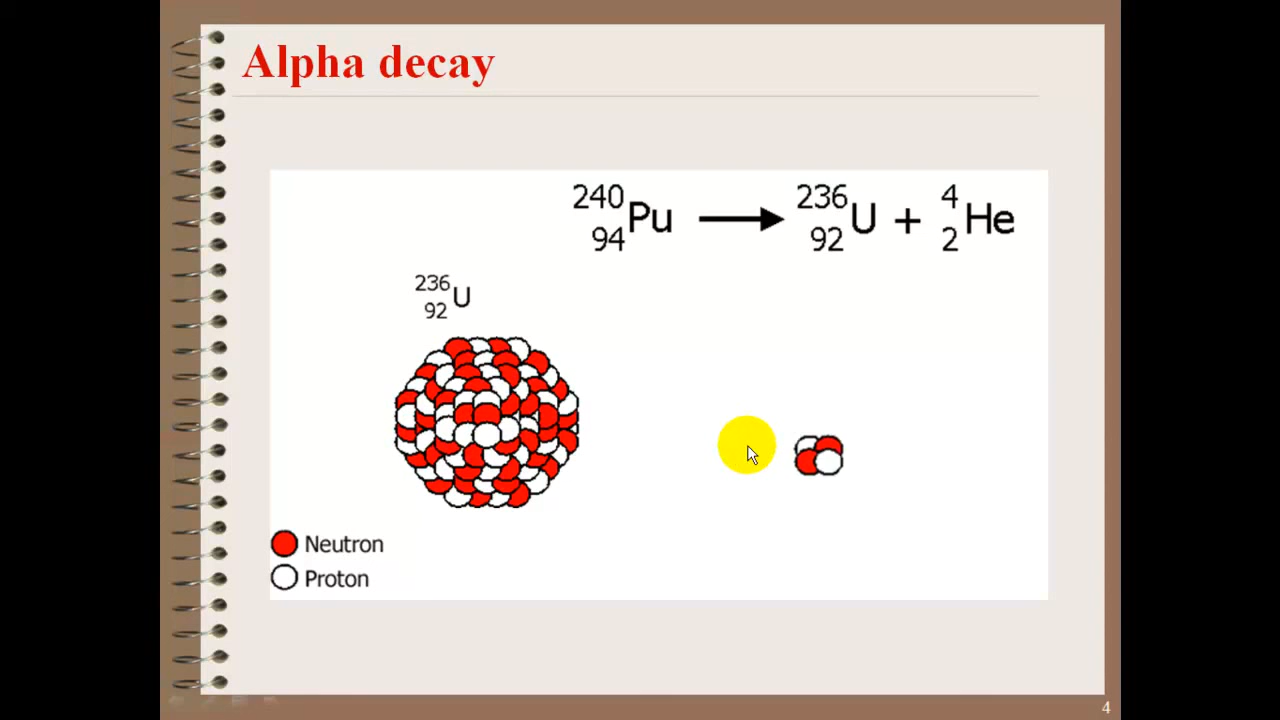 Alpha decay
240 94 Pu → 236 92 U + 4 2 He
236 92 U
Neutron
Proton
4